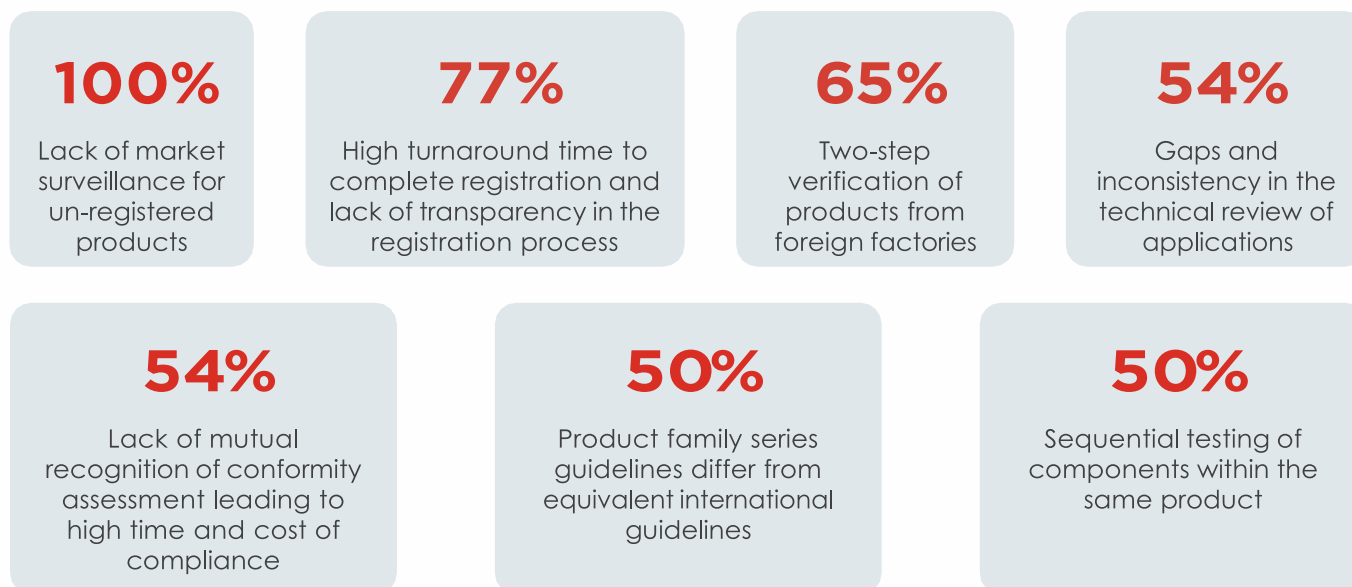 100%
Lack of market
surveillance for
un-registered
products
77%
High turnaround time to
complete registration and
lack of transparency in the
registration process
65%
Two-step
verification of
products from
foreign factories
54%
Gaps and
inconsistency in the
technical review of
applications
54%
Lack of mutual
recognition of conformity
assessment leading to
high time and cost of
compliance
50%
Product family series
guidelines differ from
equivalent international
guidelines
50%
Sequential testing of
components within the
same product